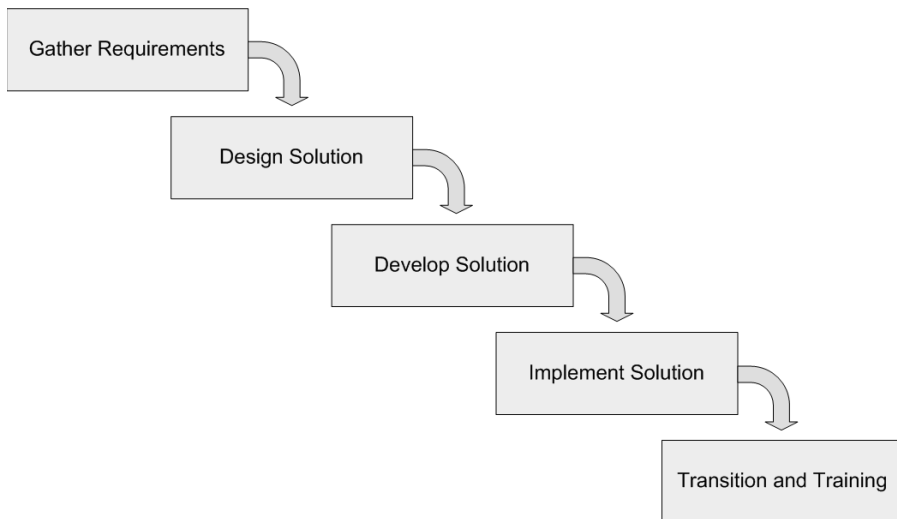 Gather Requirements
Design Solution
Develop Solution
Implement Solution
Transition and Training